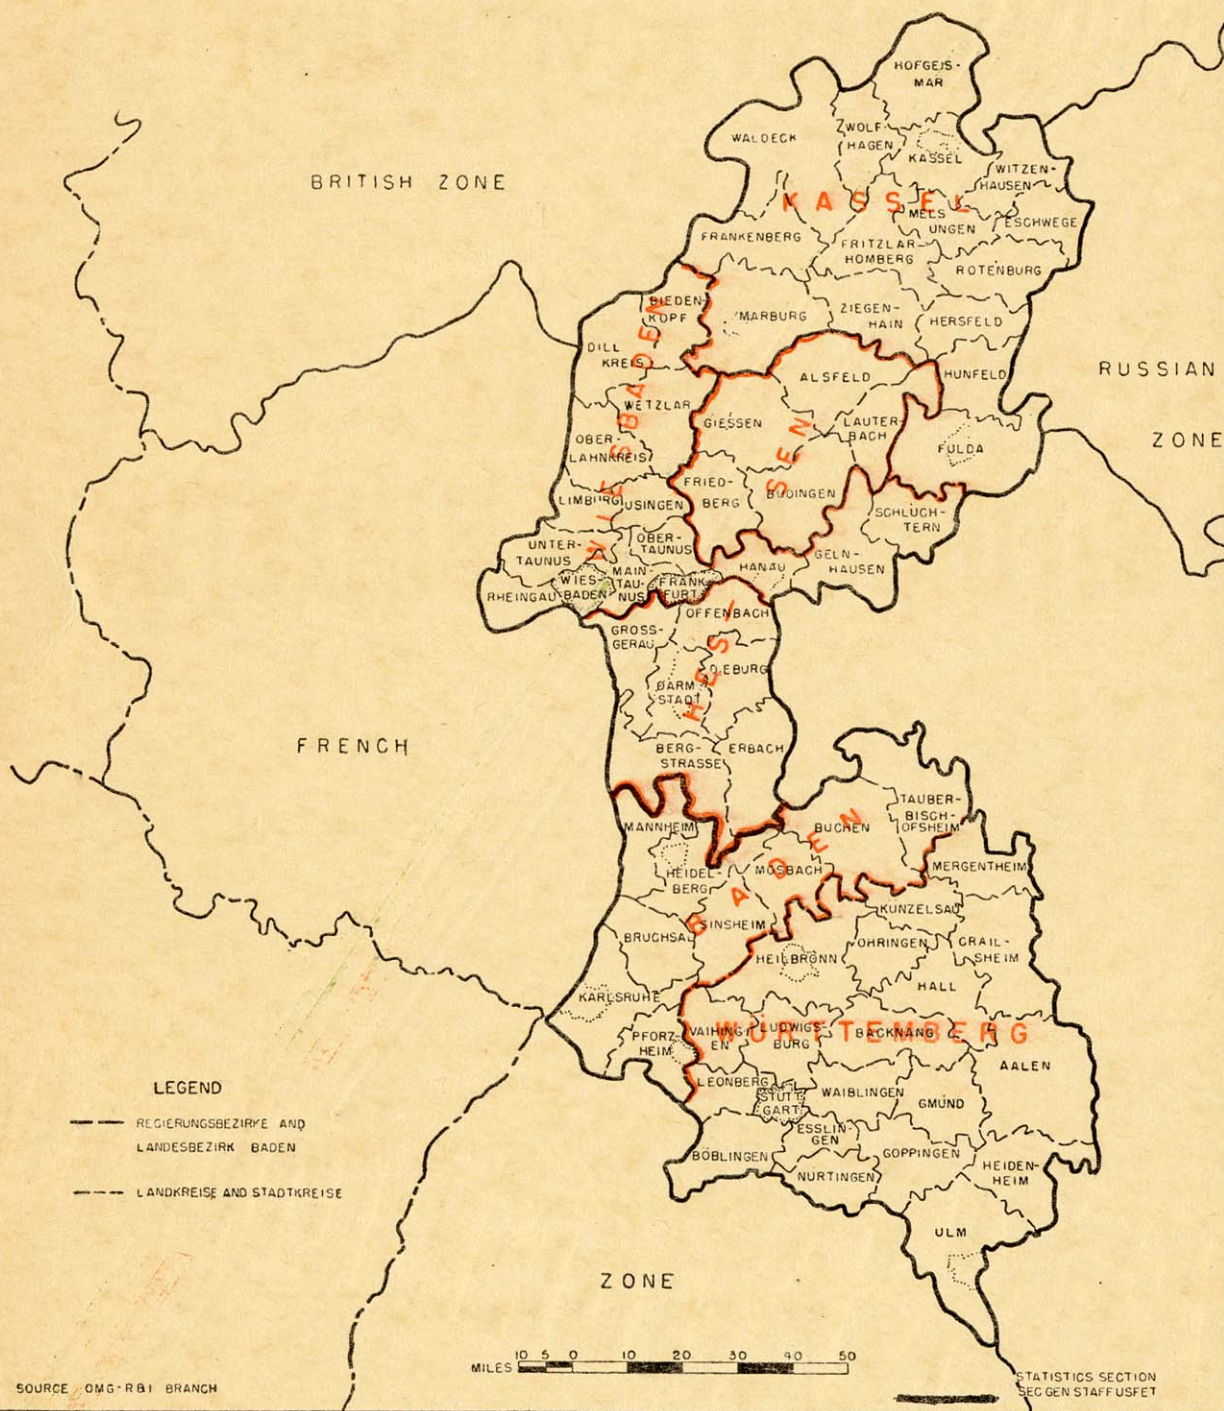 HOFGEIS-
MAR
WALDECK
WOLF-
HAGEN
KASSEL
WITZEN-
HAUSEN
BRITISH ZONE
KASSEL
MELS
UNGEN
ESCHWEGE
FRANKENBERG
FRITZLAR-
HOMBERG
ROTENBURG
BIEDEN-
KOPF
MARBURG
ZIEGEN-
HAIN
HERSFELD
DILL
KREIS
WIESBADEN
ALSFELD
HUNFELD
RUSSIAN
ZONE
WETZLAR
GIESSEN
LAUTER-
BACH
FULDA
OBER-
LAHNKREIS
FRIED-
BERG
BUDINGEN
LIMBURG
USINGEN
SCHLUCH-
TERN
UNTER-
TAUNUS
OBER-
TAUNUS
GELN-
HAUSEN
HANAU
RHEINGAU
WIES-
BADEN
MAIN-
TAU-
NUS
FRANK
FURT
OFFENBACH
GROSS-
GERAU
HESSEN
DIEBURG
DARM
STADT
FRENCH
BERG-
STRASSE
ERBACH
MANNHEIM
BUCHEN
TAUBER-
BISCH-
OFSHEIM
BADEN
HEIDEL-
BERG
MOSBACH
MERGENTHEIM
SINSHEIM
KUNZELSAU
BRUCHSAL
HEILBRONN
OHRINGEN
CRAIL-
SHEIM
HALL
KARLSRUHE
WÜRTTEMBERG
PFORZ-
HEIM
VAIHING
EN
LUDWIGS-
BURG
BACKNANG
AALEN
LEONBERG
STUTT
GART
WAIBLINGEN
GMUND
ESSLIN-
GEN
BÖBLINGEN
GOPPINGEN
NURTINGEN
HEIDEN-
HEIM
ULM
ZONE
LEGEND
REGIERUNGSBEZIRKE AND
LANDESBEZIRK BADEN
LANDKREISE AND STADTKREISE
10 5 0 10 20 30 40 50
MILES
SOURCE OMG-R&I BRANCH
STATISTICS SECTION
SEC GEN STAFF USFET